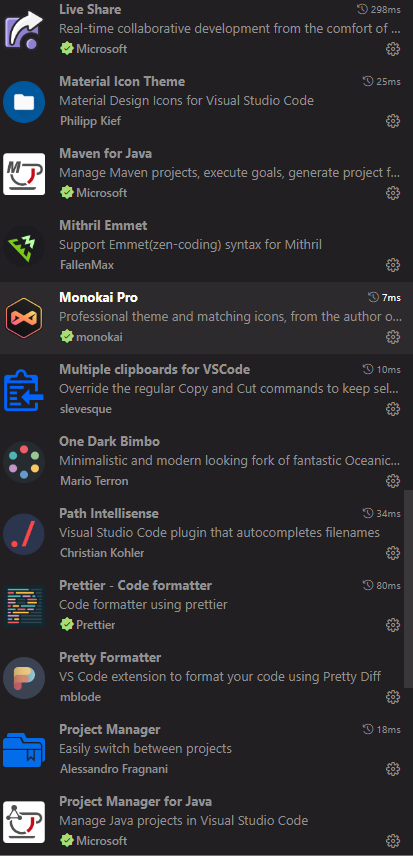 Live Share 298ms
Real-time collaborative development from the comfort of ...
Microsoft
Material Icon Theme 25ms
Material Design Icons for Visual Studio Code
Philipp Kief
Maven for Java
Manage Maven projects, execute goals, generate project f...
Microsoft
Mithril Emmet
Support Emmet(zen-coding) syntax for Mithril
FallenMax
Monokai Pro 7ms
Professional theme and matching icons, from the author o...
monokai
Multiple clipboards for VSCode 10ms
Override the regular Copy and Cut commands to keep sel...
slevesque
One Dark Bimbo
Minimalistic and modern looking fork of fantastic Oceanic...
Mario Terron
Path Intellisense 34ms
Visual Studio Code plugin that autocompletes filenames
Christian Kohler
Prettier - Code formatter 80ms
Code formatter using prettier
Prettier
Pretty Formatter
VS Code extension to format your code using Pretty Diff
mblode
Project Manager 18ms
Easily switch between projects
Alessandro Fragnani
Project Manager for Java
Manage Java projects in Visual Studio Code
Microsoft